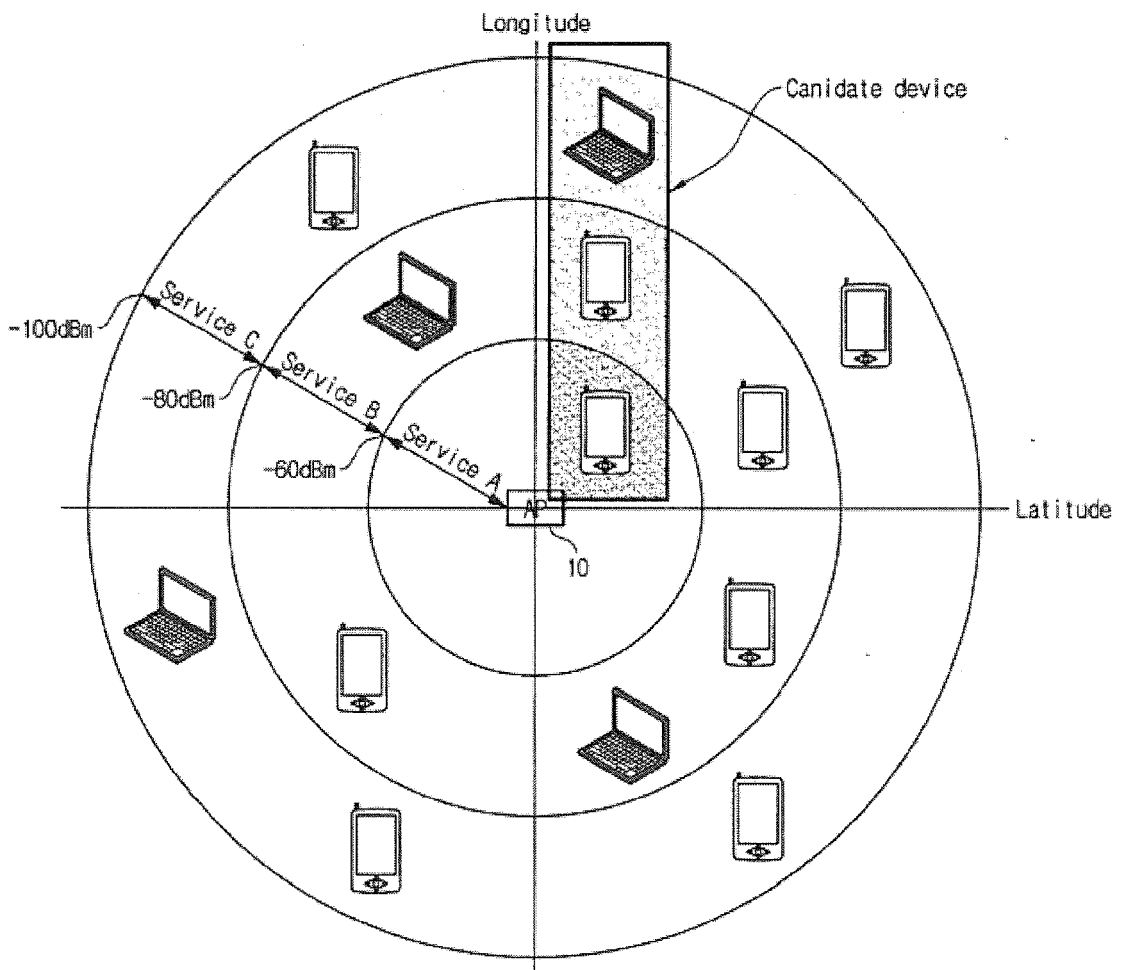 Longitude
Canidate device
-100dBm
Service C
-80dBm
Service B
-60dBm
Service A
AP
Latitude
10